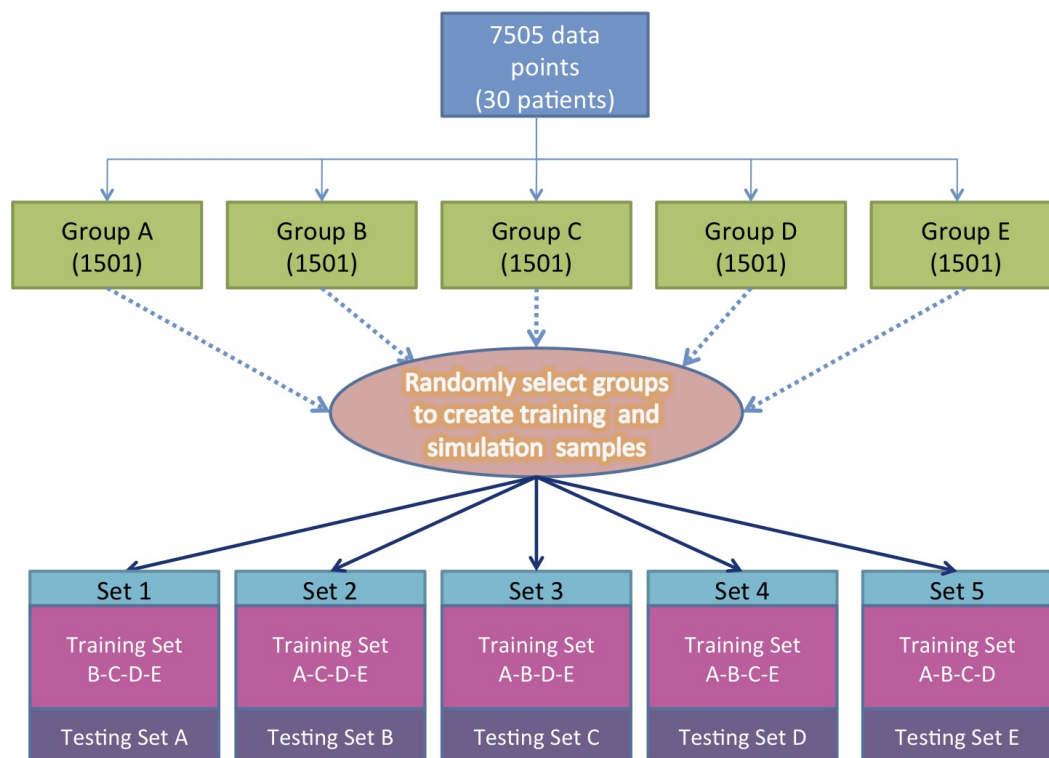 7505 data
points
(30 patients)
Group A
(1501)
Group B
(1501)
Group C
(1501)
Group D
(1501)
Group E
(1501)
Randomly select groups
to create training and
simulation samples
Set 1
Training Set
B-C-D-E
Testing Set A
Set 2
Training Set
A-C-D-E
Testing Set B
Set 3
Training Set
A-B-D-E
Testing Set C
Set 4
Training Set
A-B-C-E
Testing Set D
Set 5
Training Set
A-B-C-D
Testing Set E